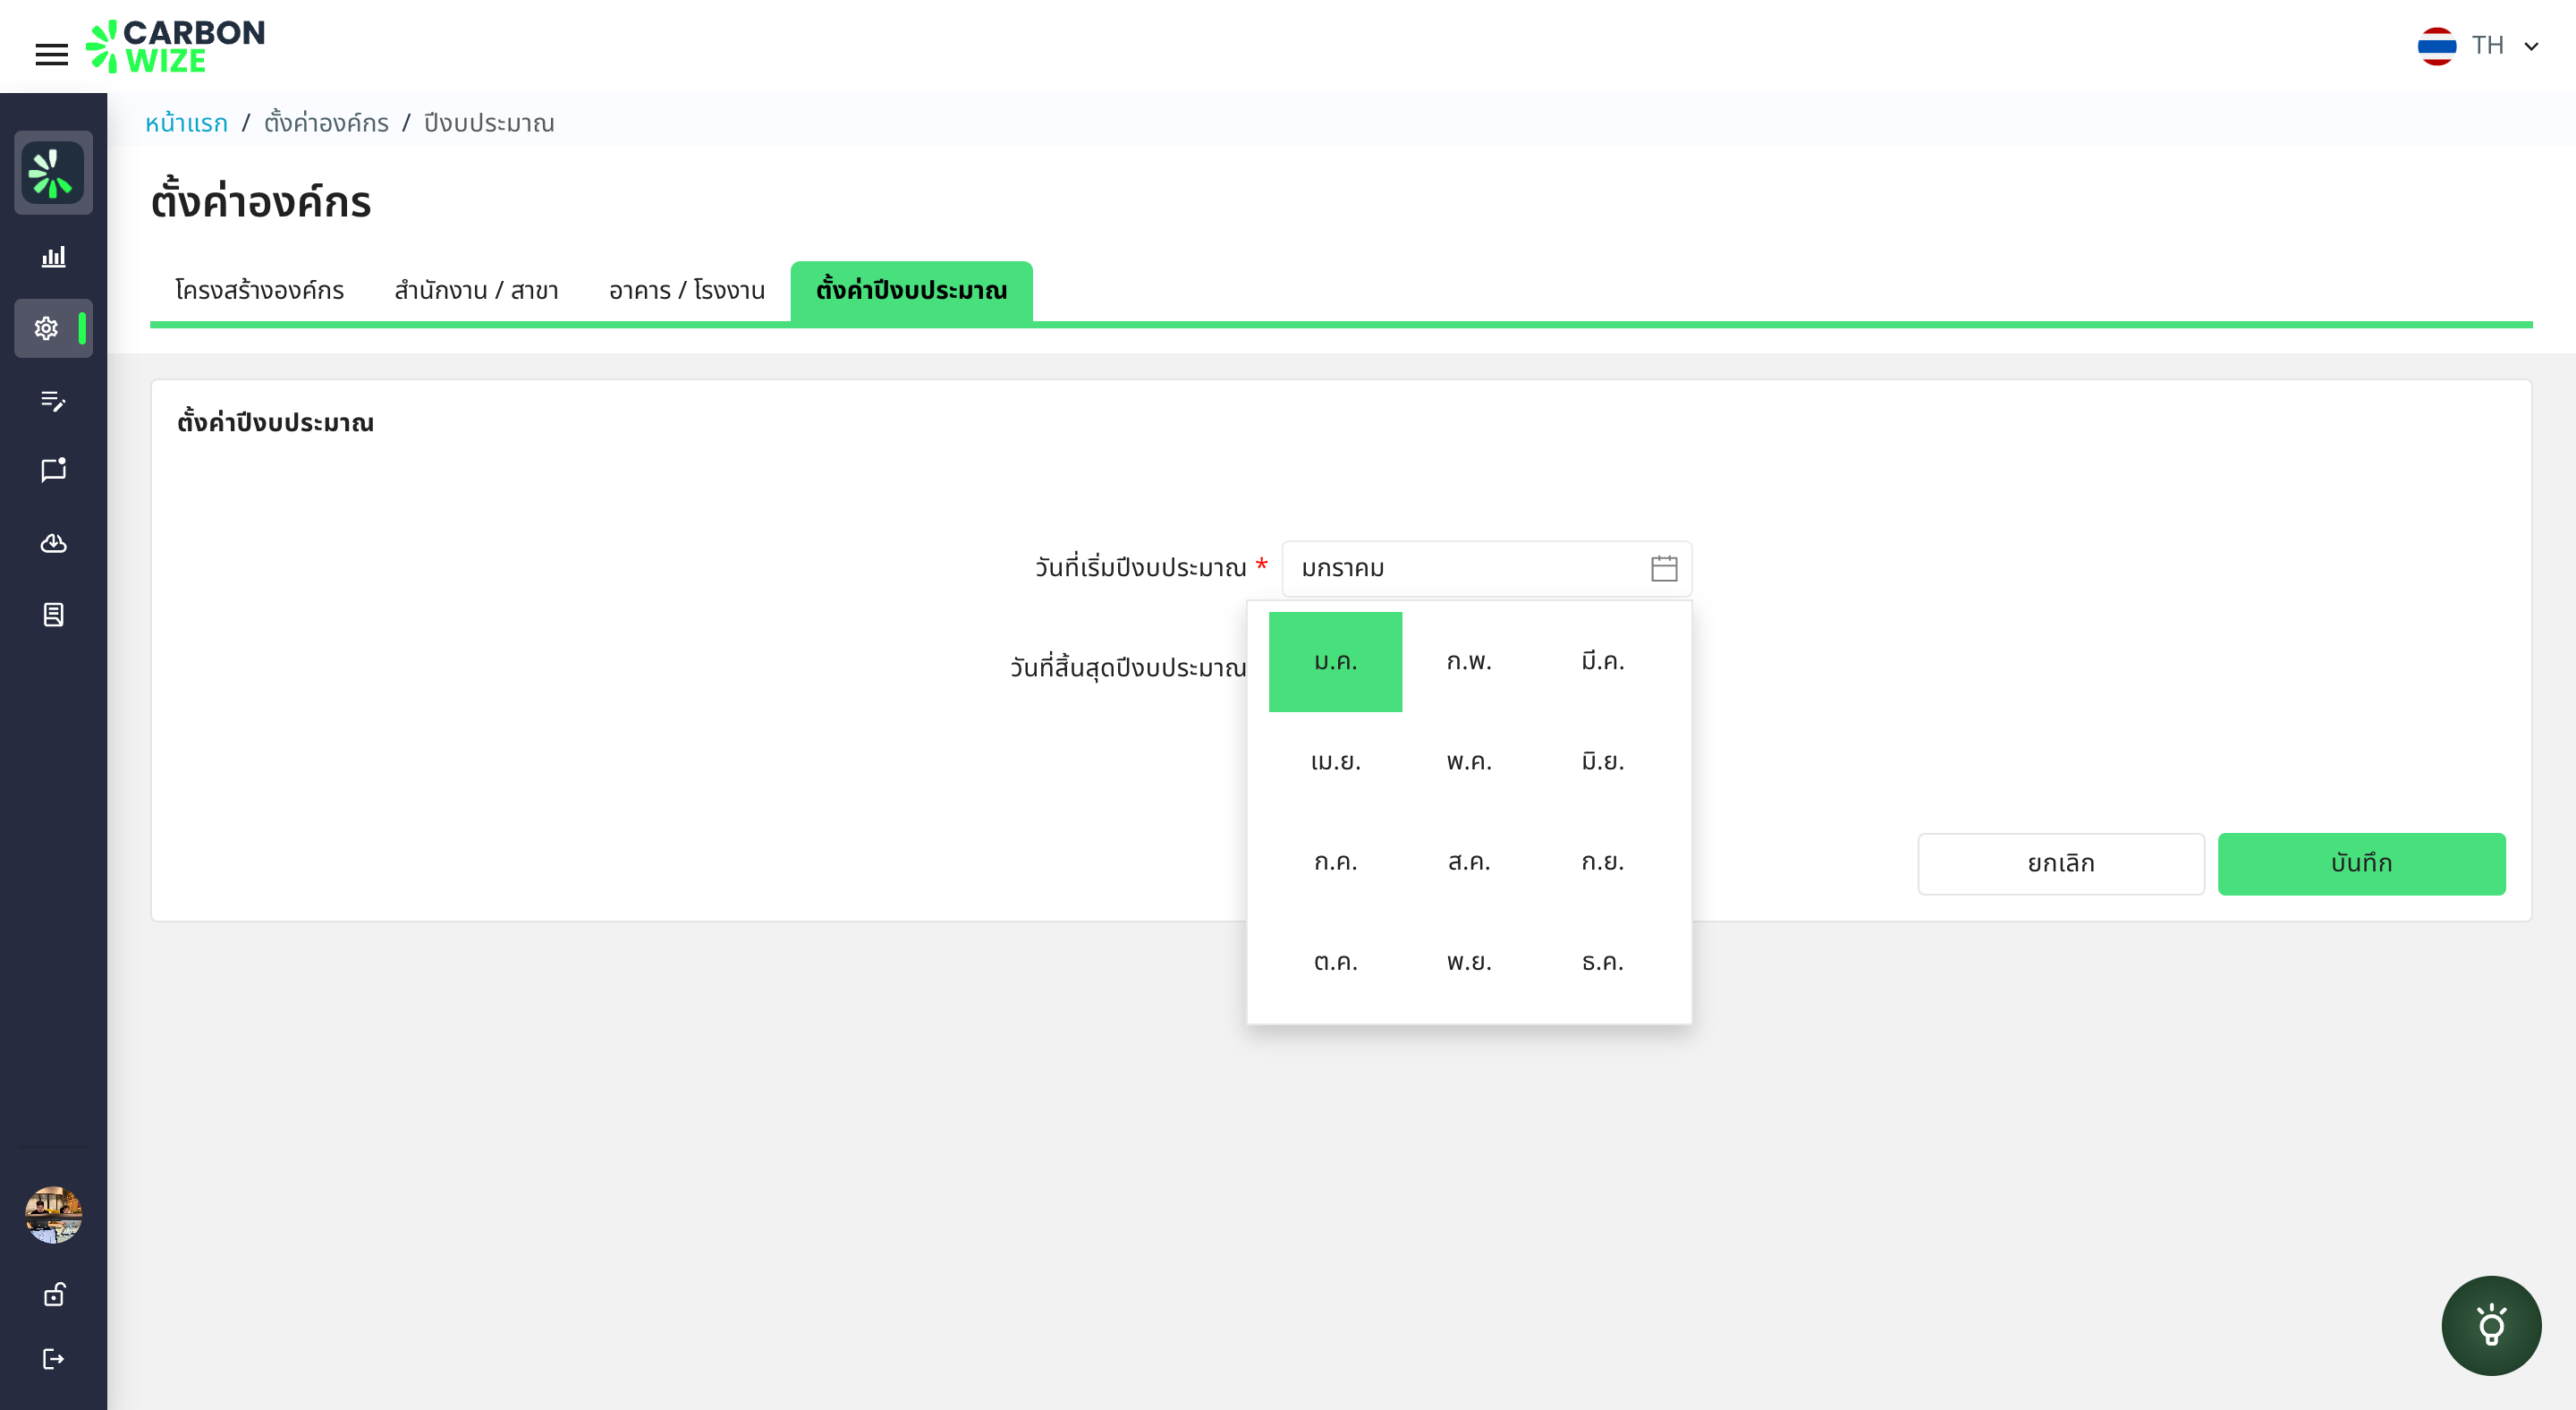 CARBON
WIZE
TH
หน้าแรก / ตั้งค่าองค์กร / ปีงบประมาณ
ตั้งค่าองค์กร
โครงสร้างองค์กร
สำนักงาน / สาขา
อาคาร / โรงงาน
ตั้งค่าปีงบประมาณ
ตั้งค่าปีงบประมาณ
วันที่เริ่มปีงบประมาณ *
มกราคม
วันที่สิ้นสุดปีงบประมาณ
ม.ค. ก.พ. มี.ค.
เม.ย. พ.ค. มิ.ย.
ก.ค. ส.ค. ก.ย.
ต.ค. พ.ย. ธ.ค.
ยกเลิก
บันทึก